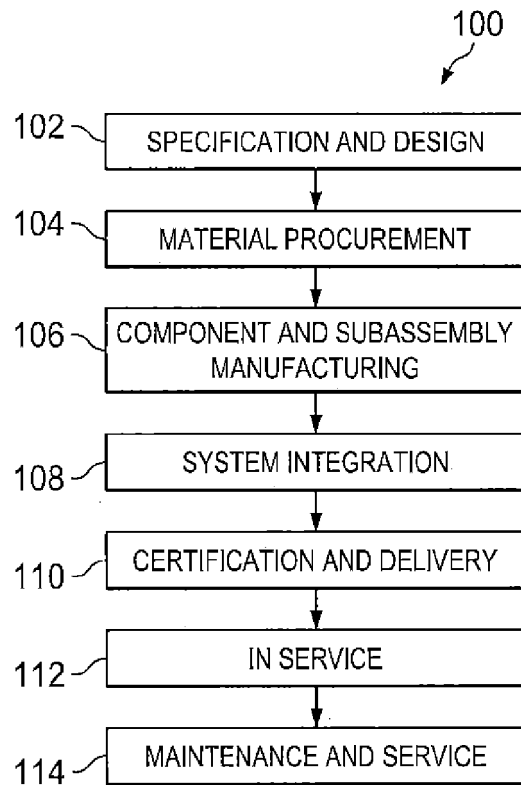 100
102
SPECIFICATION AND DESIGN
104
MATERIAL PROCUREMENT
106
COMPONENT AND SUBASSEMBLY
MANUFACTURING
108
SYSTEM INTEGRATION
110
CERTIFICATION AND DELIVERY
112
IN SERVICE
114
MAINTENANCE AND SERVICE